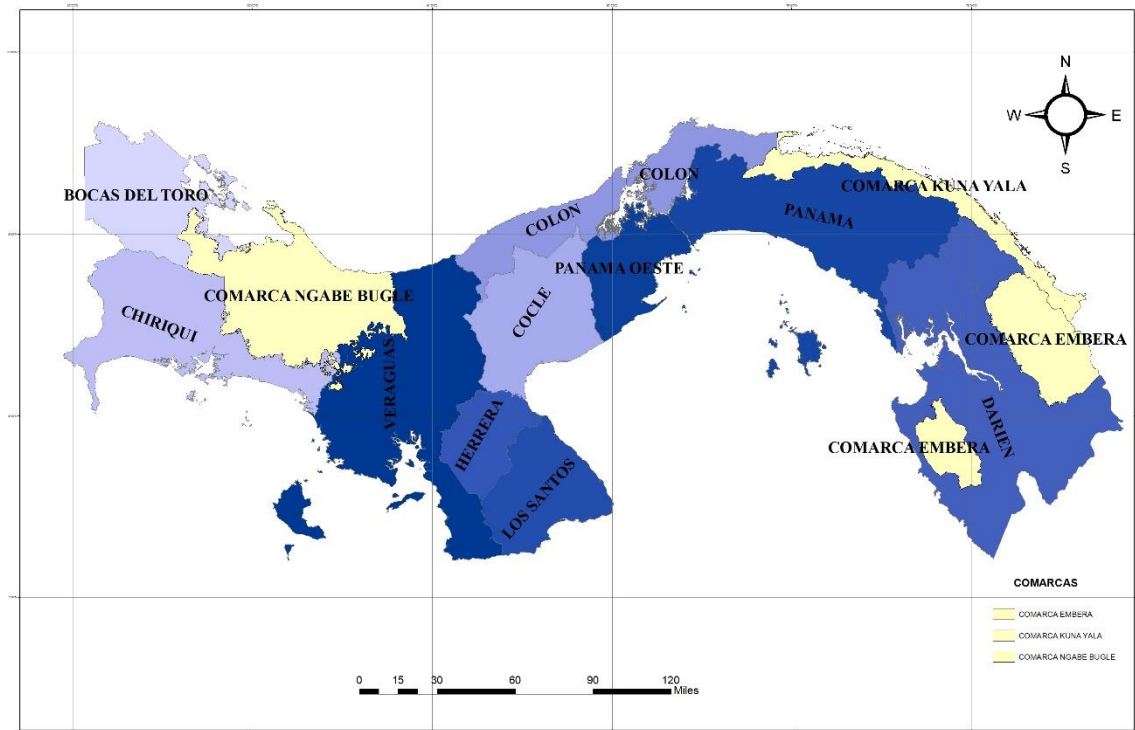 N
W E
S
COLON
BOCAS DEL TORO
COMARCA KUNA YALA
COLON
PANAMA
PANAMA OESTE
COMARCA NGABE BUGLE
COCLE
CHIRIQUI
COMARCA EMBERA
VERAGUAS
HERRERA
DARIEN
COMARCA EMBERA
LOS SANTOS
COMARCAS
COMARCA EMBERA
COMARCA KUNA YALA
COMARCA NGABE BUGLE
0 15 30 60 90 120
Miles